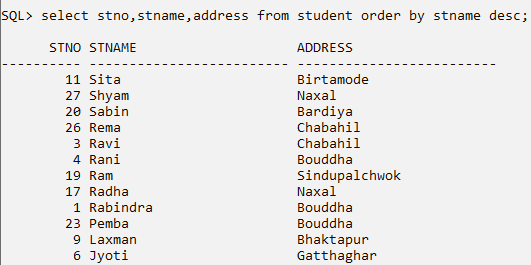 SQL> select stno,stname,address from student order by stname desc;
STNO STNAME ADDRESS
---------- ------------------------- -------------------------
11 Sita Birtamode
27 Shyam Naxal
20 Sabin Bardiya
26 Rema Chabahil
3 Ravi Chabahil
4 Rani Bouddha
19 Ram Sindupalchwok
17 Radha Naxal
1 Rabindra Bouddha
23 Pemba Bouddha
9 Laxman Bhaktapur
6 Jyoti Gatthaghar